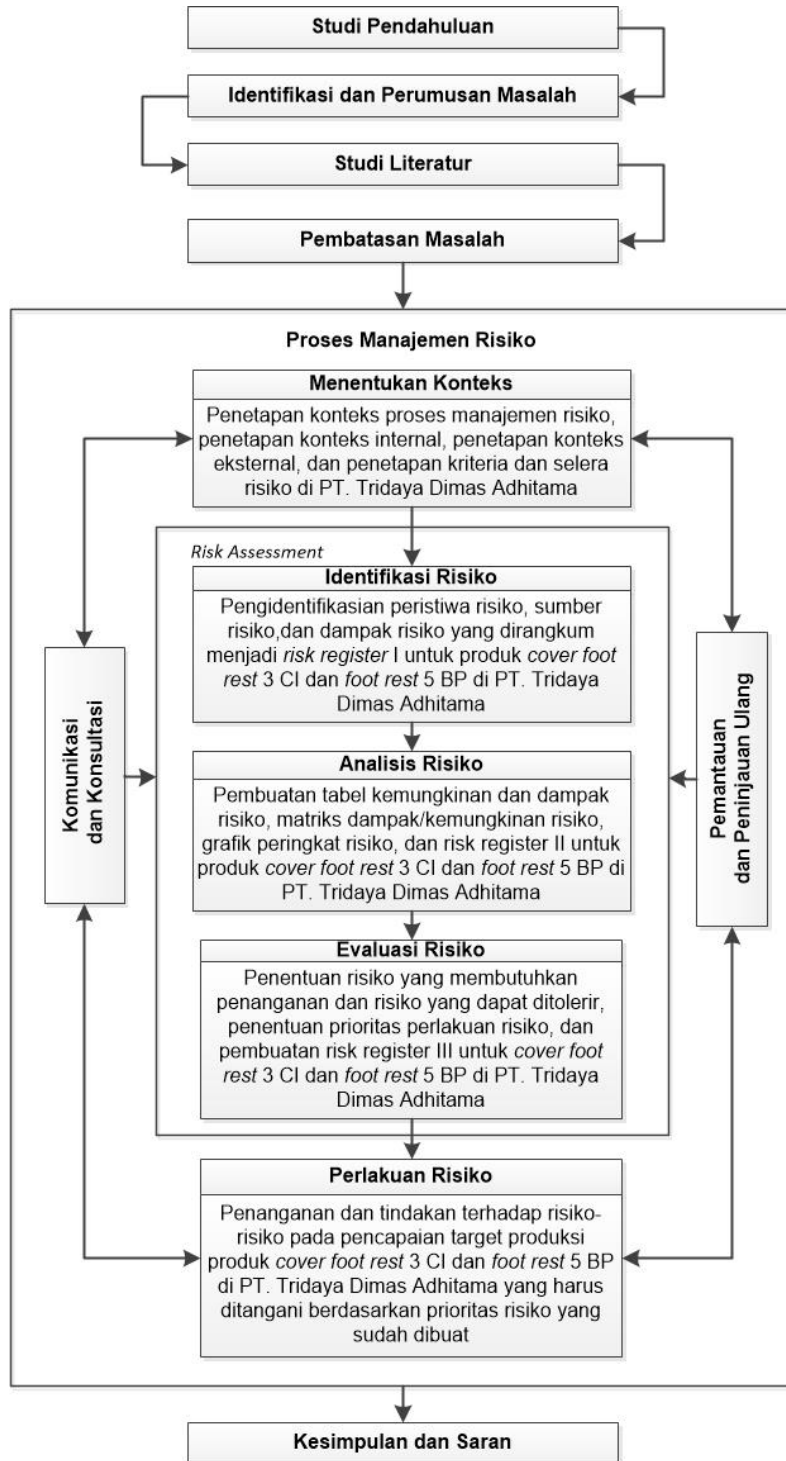 Studi Pendahuluan
Identifikasi dan Perumusan Masalah
Studi Literatur
Pembatasan Masalah
Proses Manajemen Risiko
Menentukan Konteks
Penetapan konteks proses manajemen risiko,
penetapan konteks internal, penetapan konteks
eksternal, dan penetapan kriteria dan selera
risiko di PT. Tridaya Dimas Adhitama
Risk Assessment
Identifikasi Risiko
Pengidentifikasian peristiwa risiko, sumber
risiko,dan dampak risiko yang dirangkum
menjadi risk register I untuk produk cover foot
rest 3 CI dan foot rest 5 BP di PT. Tridaya
Dimas Adhitama
Komunikasi
dan Konsultasi
Pemantauan
dan Peninjauan Ulang
Analisis Risiko
Pembuatan tabel kemungkinan dan dampak
risiko, matriks dampak/kemungkinan risiko,
grafik peringkat risiko, dan risk register II untuk
produk cover foot rest 3 CI dan foot rest 5 BP di
PT. Tridaya Dimas Adhitama
Evaluasi Risiko
Penentuan risiko yang membutuhkan
penanganan dan risiko yang dapat ditolerir,
penentuan prioritas perlakuan risiko, dan
pembuatan risk register III untuk cover foot
rest 3 CI dan foot rest 5 BP di PT. Tridaya
Dimas Adhitama
Perlakuan Risiko
Penanganan dan tindakan terhadap risiko-
risiko pada pencapaian target produksi
produk cover foot rest 3 CI dan foot rest 5 BP
di PT. Tridaya Dimas Adhitama yang harus
ditangani berdasarkan prioritas risiko yang
sudah dibuat
Kesimpulan dan Saran